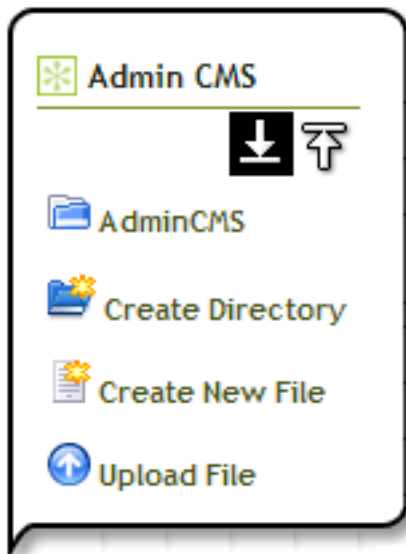 Admin CMS
AdminCMS
Create Directory
Create New File
Upload File